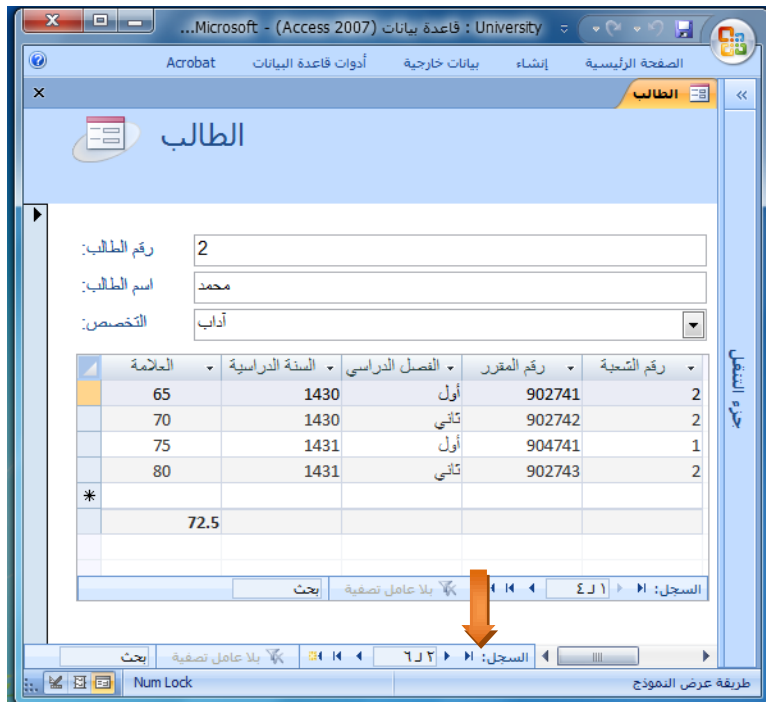 University : قاعدة بيانات (Access 2007) - Microsoft...
الصفحة الرئيسية إنشاء بيانات خارجية أدوات قاعدة البيانات Acrobat
الطالب
الطالب
رقم الطالب: 2
اسم الطالب: محمد
التخصص: آداب
رقم الشعبة رقم المقرر الفصل الدراسي السنة الدراسية العلامة
2 902741 أول 1430 65
2 902742 ثاني 1430 70
1 904741 أول 1431 75
2 902743 ثاني 1431 80
72.5
السجل: ١ لـ ٤ بلا عامل تصفية بحث
السجل: ٢ لـ ٦ بلا عامل تصفية بحث
جزء التنقل
طريقة عرض النموذج Num Lock